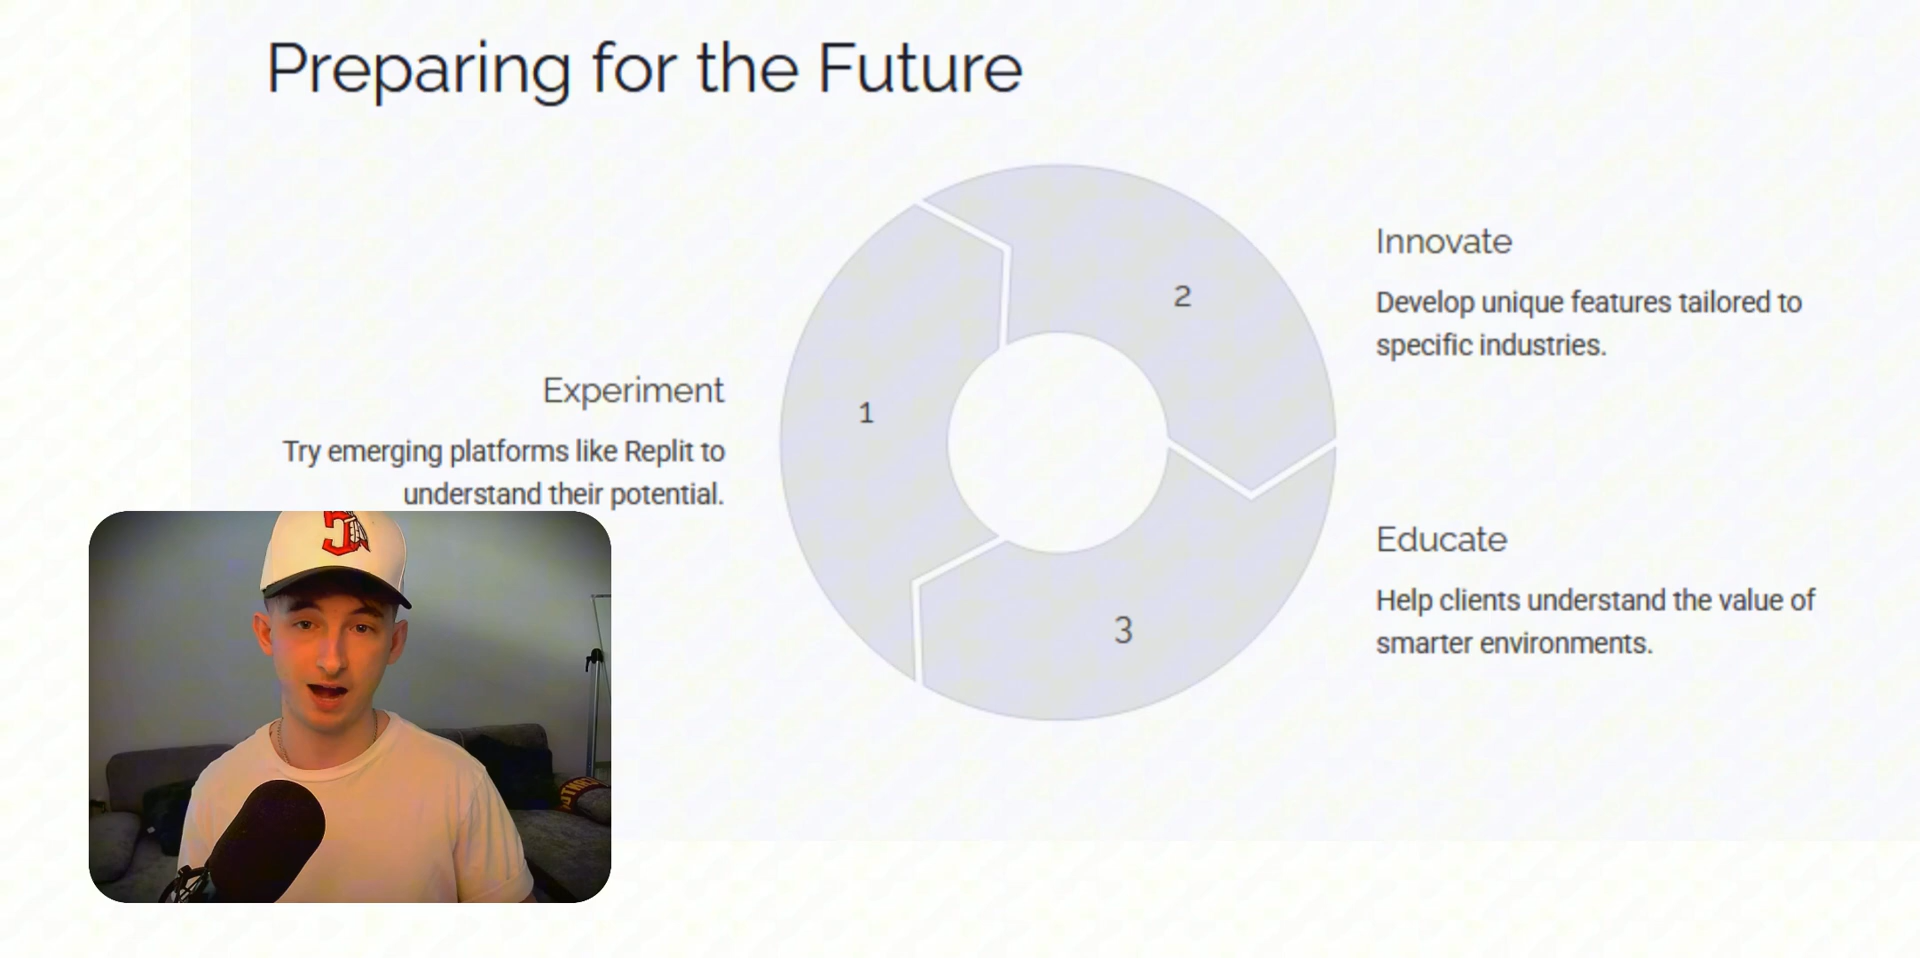 Preparing for the Future
Experiment
Try emerging platforms like Replit to
understand their potential.
1
2
3
Innovate
Develop unique features tailored to
specific industries.
Educate
Help clients understand the value of
smarter environments.